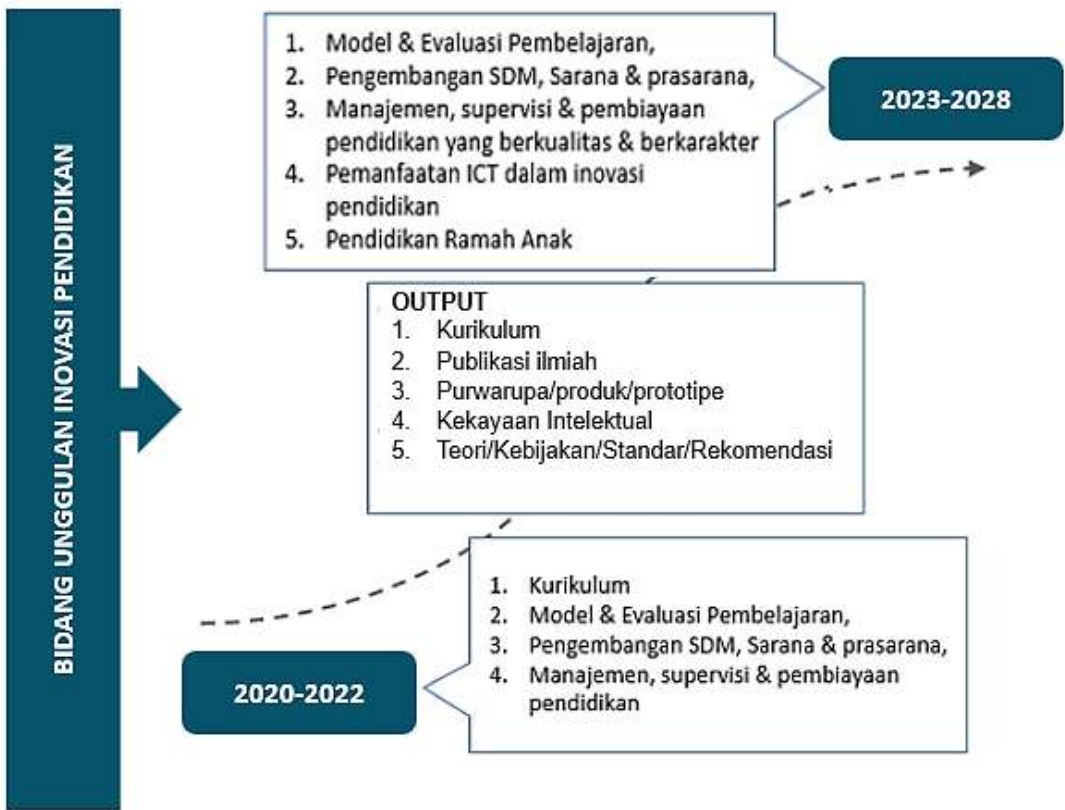 BIDANG UNGGULAN INOVASI PENDIDIKAN
1. Model & Evaluasi Pembelajaran,
2. Pengembangan SDM, Sarana & prasarana,
3. Manajemen, supervisi & pembiayaan
pendidikan yang berkualitas & berkarakter
4. Pemanfaatan ICT dalam inovasi
pendidikan
5. Pendidikan Ramah Anak
2023-2028
OUTPUT
1. Kurikulum
2. Publikasi ilmiah
3. Purwarupa/produk/prototipe
4. Kekayaan Intelektual
5. Teori/Kebijakan/Standar/Rekomendasi
1. Kurikulum
2. Model & Evaluasi Pembelajaran,
3. Pengembangan SDM, Sarana & prasarana,
4. Manajemen, supervisi & pembiayaan
pendidikan
2020-2022